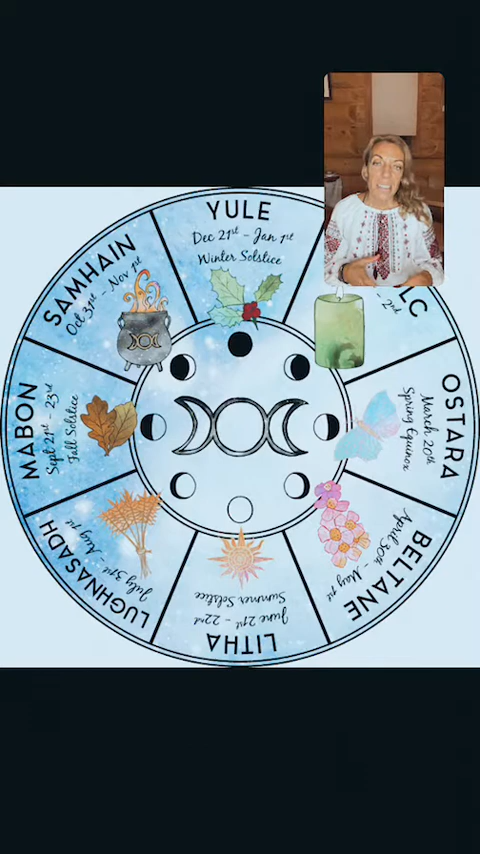 YULE
Dec 21st - Jan 1st
Winter Solstice
LC
- 2nd
OSTARA
March 20th
Spring Equinox
BELTANE
April 30th - May 1st
LITHA
June 21st - 22nd
Summer Solstice
LUGHNASADH
July 31st - Aug 1st
MABON
Sept 21st - 23rd
Fall Solstice
SAMHAIN
Oct 31st - Nov 1st